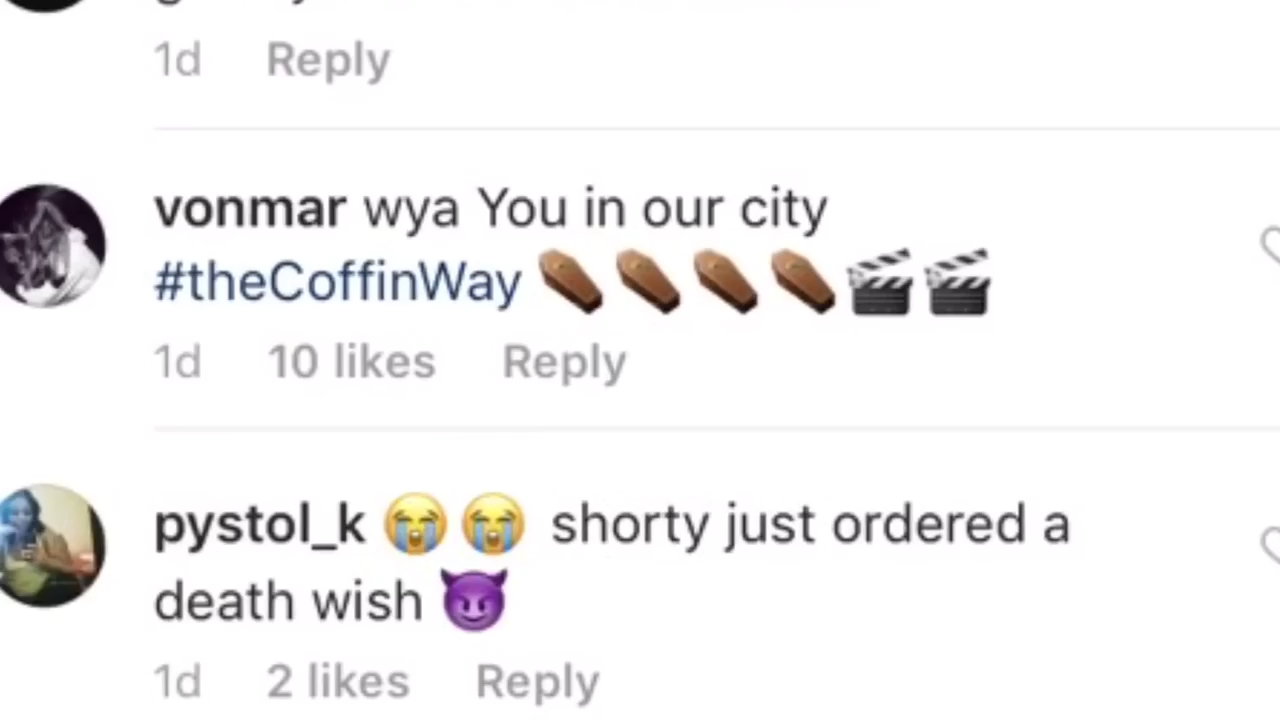 1d Reply
vonmar wya You in our city
#theCoffinWay ⚰️⚰️⚰️⚰️🎬🎬
1d 10 likes Reply
pystol_k 😭😭 shorty just ordered a
death wish 😈
1d 2 likes Reply